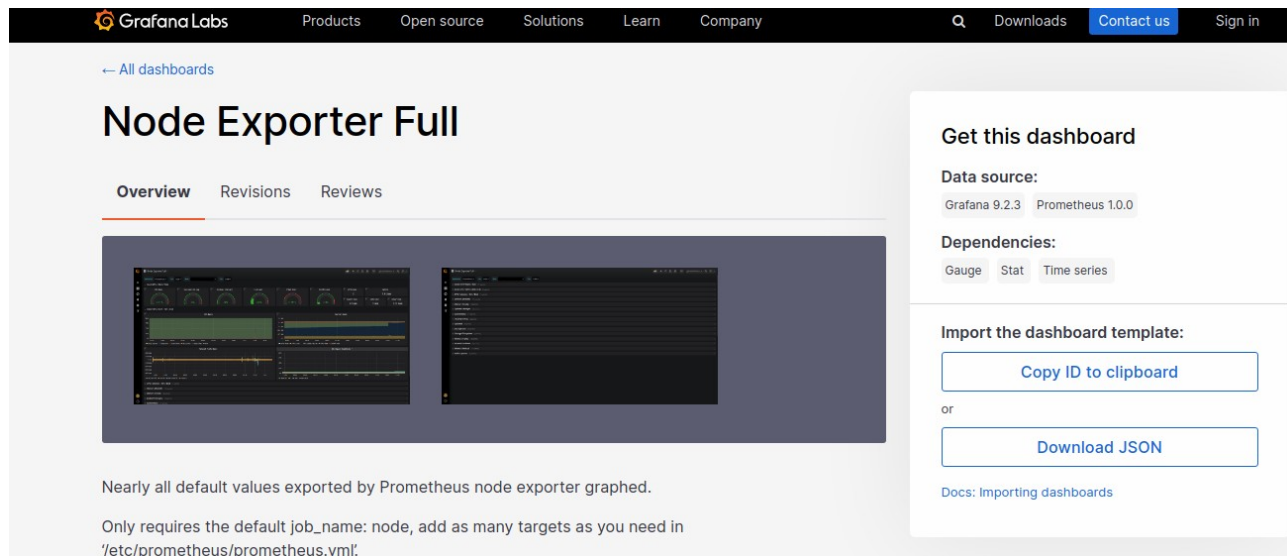 Grafana Labs
Products Open source Solutions Learn Company
Downloads Contact us Sign in
← All dashboards
Node Exporter Full
Overview Revisions Reviews
Nearly all default values exported by Prometheus node exporter graphed.
Only requires the default job_name: node, add as many targets as you need in
‘/etc/prometheus/prometheus.yml’.
Get this dashboard
Data source:
Grafana 9.2.3 Prometheus 1.0.0
Dependencies:
Gauge Stat Time series
Import the dashboard template:
Copy ID to clipboard
or
Download JSON
Docs: Importing dashboards